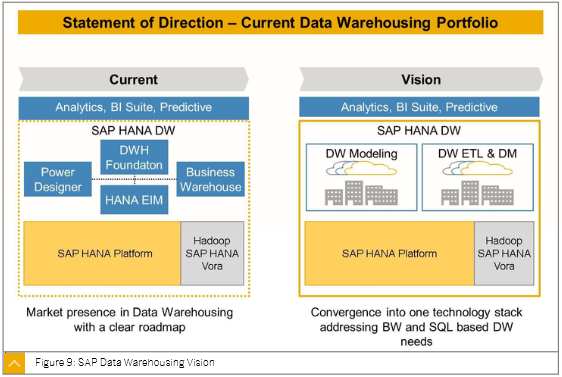 Statement of Direction – Current Data Warehousing Portfolio
Current
Analytics, BI Suite, Predictive
SAP HANA DW
DWH
Foundaton
Power
Designer
Business
Warehouse
HANA EIM
SAP HANA Platform
Hadoop
SAP HANA
Vora
Market presence in Data Warehousing
with a clear roadmap
Vision
Analytics, BI Suite, Predictive
SAP HANA DW
DW Modeling
DW ETL & DM
SAP HANA Platform
Hadoop
SAP HANA
Vora
Convergence into one technology stack
addressing BW and SQL based DW
needs
Figure 9: SAP Data Warehousing Vision